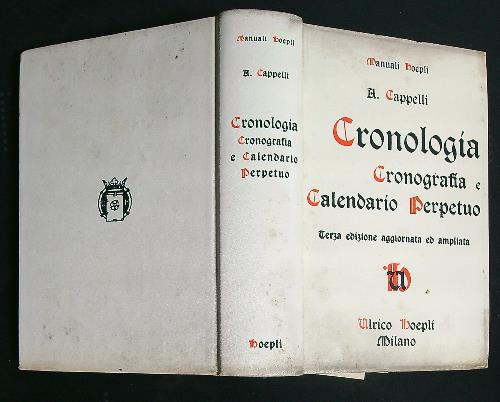 Manuali Hoepli
A. Cappelli
Cronologia
Cronografia
e Calendario
Perpetuo
Hoepli
Manuali Hoepli
A. Cappelli
Cronologia
Cronografia e
Calendario Perpetuo
Terza edizione aggiornata ed ampliata
Ulrico Hoepli
Milano